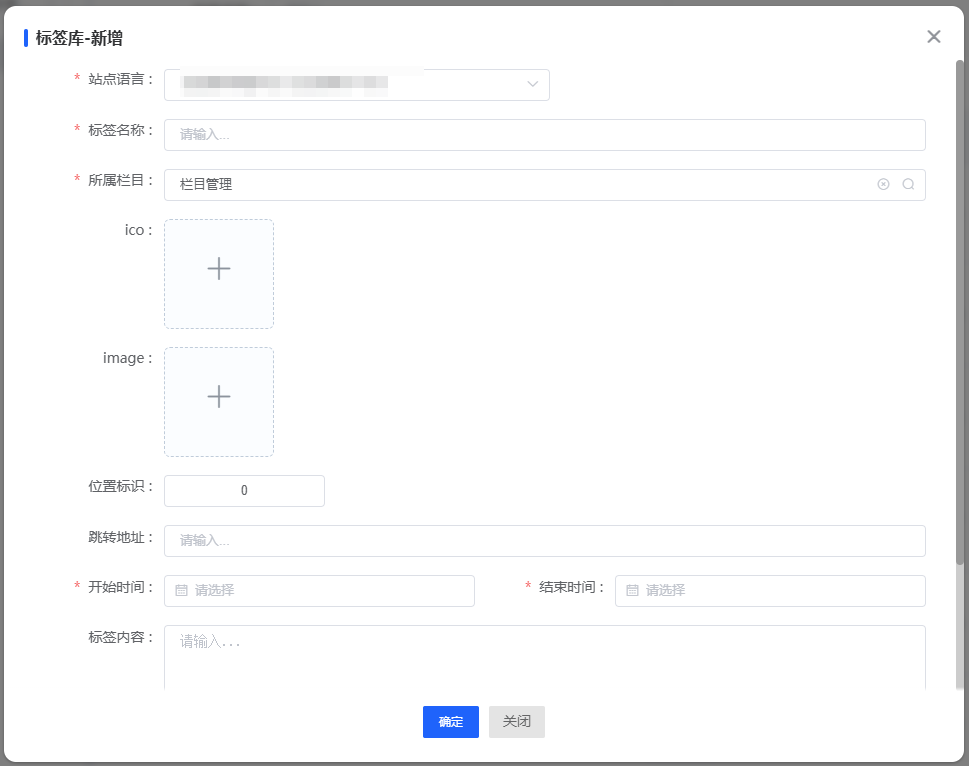 标签库-新增
* 站点语言：
* 标签名称： 请输入...
* 所属栏目： 栏目管理
ico：
image：
位置标识： 0
跳转地址： 请输入...
* 开始时间： 请选择 * 结束时间： 请选择
标签内容： 请输入...
确定 关闭